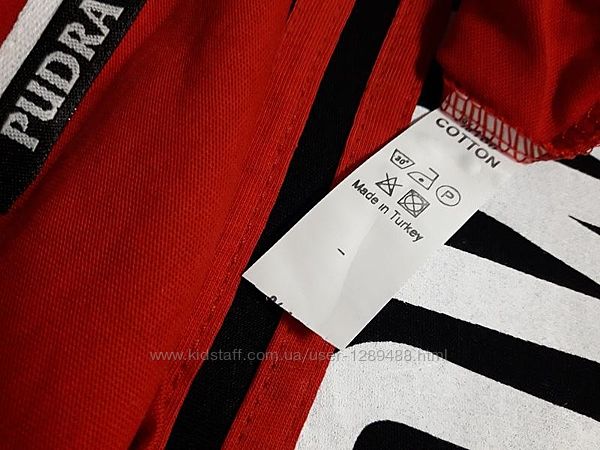 PUDRA
COTTON
30°
P
Made in Turkey
www.kidstaff.com.ua/user-1289488.html